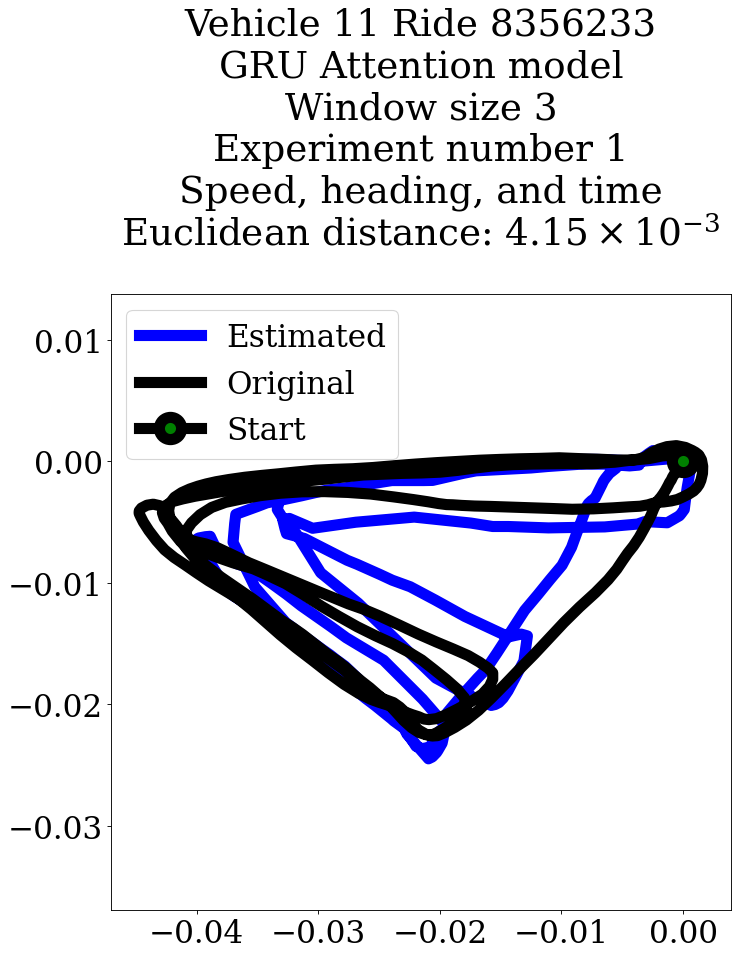 Vehicle 11 Ride 8356233
GRU Attention model
Window size 3
Experiment number 1
Speed, heading, and time
Euclidean distance: 4.15 × 10⁻³
Estimated
Original
Start
0.01
0.00
−0.01
−0.02
−0.03
−0.04 −0.03 −0.02 −0.01 0.00